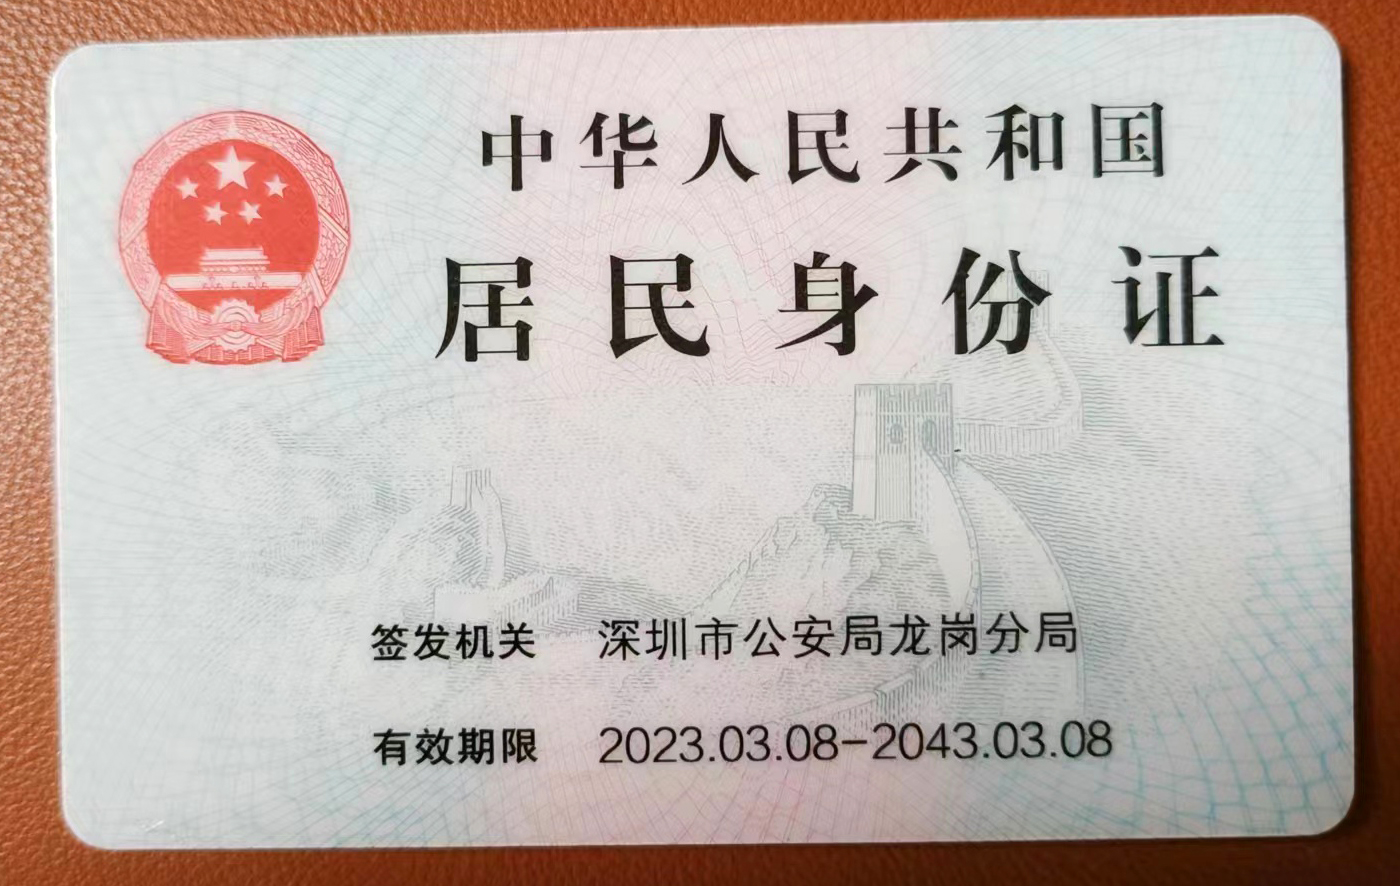 中华人民共和国
居民身份证
签发机关 深圳市公安局龙岗分局
有效期限 2023.03.08-2043.03.08